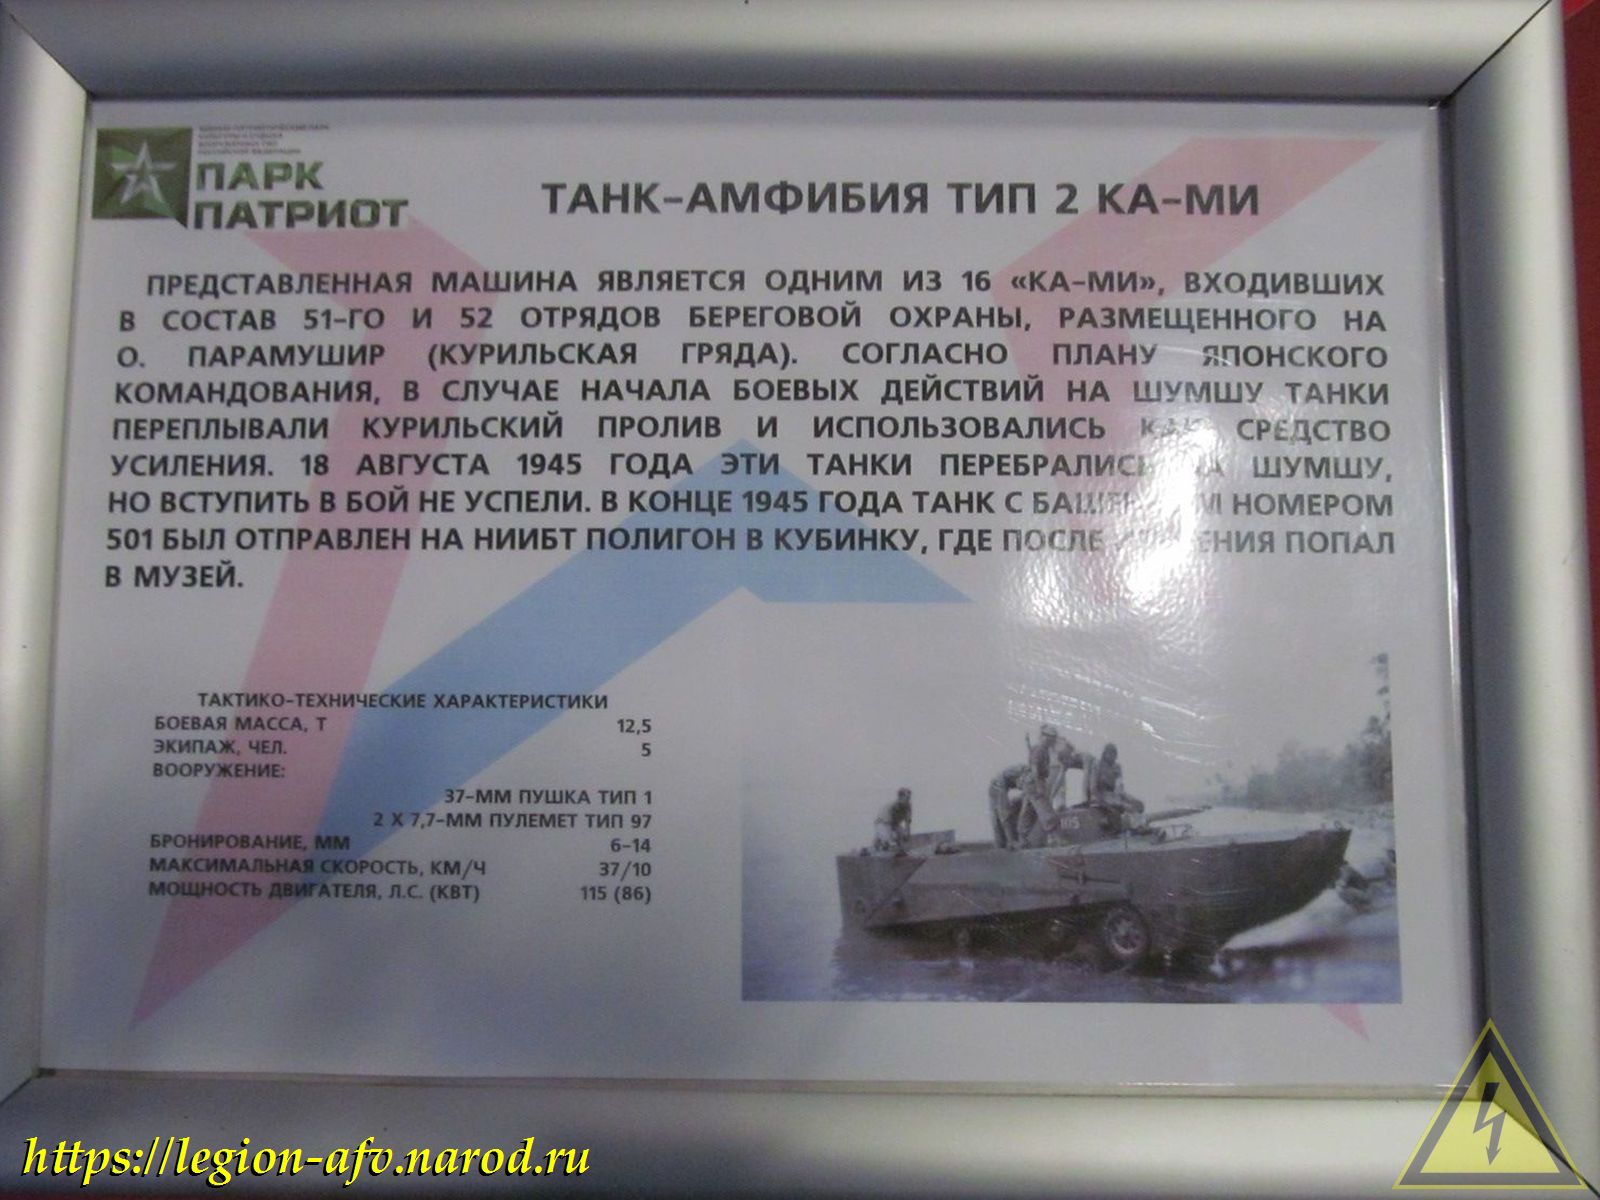 ПАРК
ПАТРИОТ
ТАНК-АМФИБИЯ ТИП 2 КА-МИ
ПРЕДСТАВЛЕННАЯ МАШИНА ЯВЛЯЕТСЯ ОДНИМ ИЗ 16 «КА-МИ», ВХОДИВШИХ
В СОСТАВ 51-ГО И 52 ОТРЯДОВ БЕРЕГОВОЙ ОХРАНЫ, РАЗМЕЩЕННОГО НА
О. ПАРАМУШИР (КУРИЛЬСКАЯ ГРЯДА). СОГЛАСНО ПЛАНУ ЯПОНСКОГО
КОМАНДОВАНИЯ, В СЛУЧАЕ НАЧАЛА БОЕВЫХ ДЕЙСТВИЙ НА ШУМШУ ТАНКИ
ПЕРЕПЛЫВАЛИ КУРИЛЬСКИЙ ПРОЛИВ И ИСПОЛЬЗОВАЛИСЬ КАК СРЕДСТВО
УСИЛЕНИЯ. 18 АВГУСТА 1945 ГОДА ЭТИ ТАНКИ ПЕРЕБРАЛИСЬ НА ШУМШУ,
НО ВСТУПИТЬ В БОЙ НЕ УСПЕЛИ. В КОНЦЕ 1945 ГОДА ТАНК С БАШЕННЫМ НОМЕРОМ
501 БЫЛ ОТПРАВЛЕН НА НИИБТ ПОЛИГОН В КУБИНКУ, ГДЕ ПОСЛЕ ПОПАЛ
В МУЗЕЙ.
ТАКТИКО-ТЕХНИЧЕСКИЕ ХАРАКТЕРИСТИКИ
БОЕВАЯ МАССА, Т 12,5
ЭКИПАЖ, ЧЕЛ. 5
ВООРУЖЕНИЕ:
37-ММ ПУШКА ТИП 1
2 Х 7,7-ММ ПУЛЕМЕТ ТИП 97
БРОНИРОВАНИЕ, ММ 6-14
МАКСИМАЛЬНАЯ СКОРОСТЬ, КМ/Ч 37/10
МОЩНОСТЬ ДВИГАТЕЛЯ, Л.С. (КВТ) 115 (86)
https://legion-afv.narod.ru